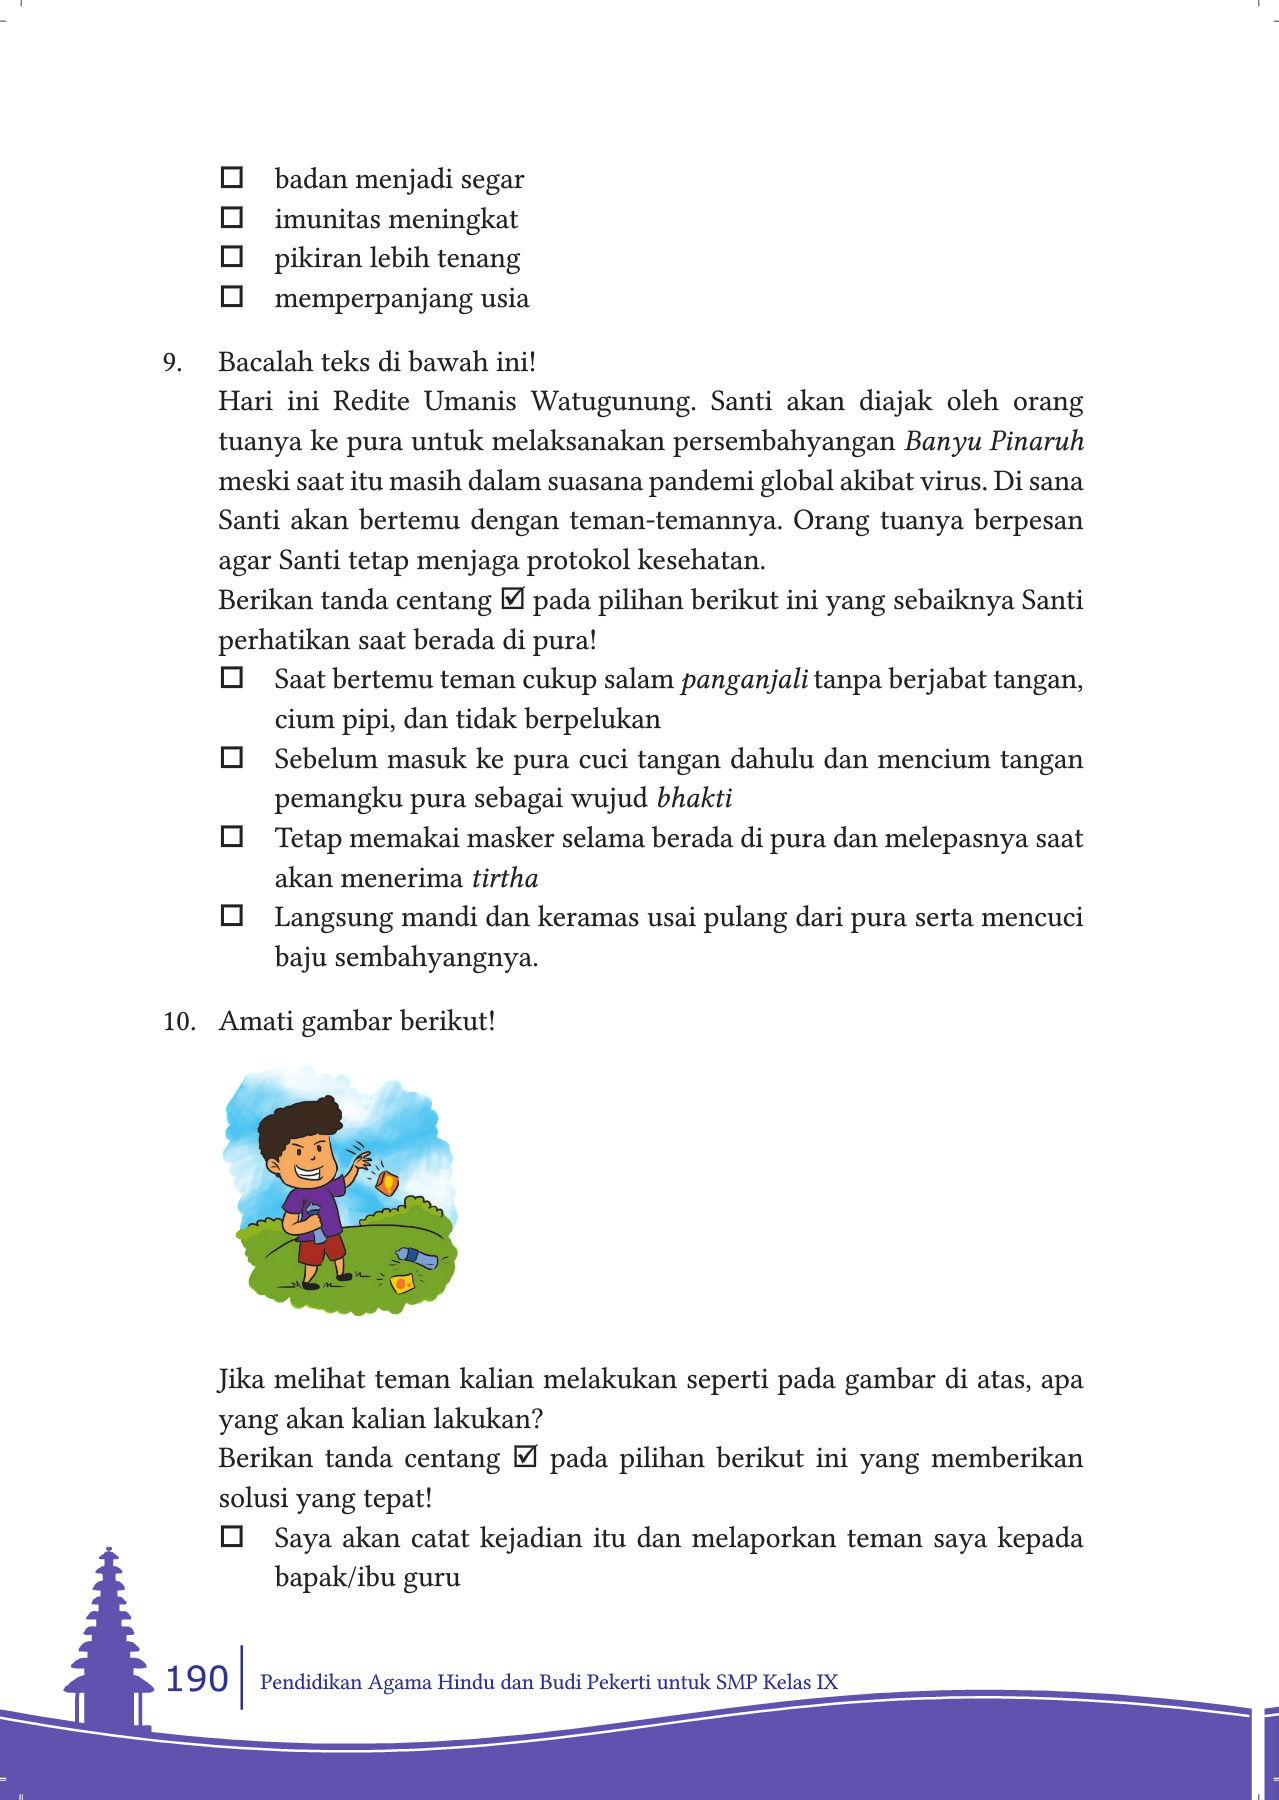 ☐ badan menjadi segar
☐ imunitas meningkat
☐ pikiran lebih tenang
☐ memperpanjang usia
9. Bacalah teks di bawah ini!
Hari ini Redite Umanis Watugunung. Santi akan diajak oleh orang
tuanya ke pura untuk melaksanakan persembahyangan Banyu Pinaruh
meski saat itu masih dalam suasana pandemi global akibat virus. Di sana
Santi akan bertemu dengan teman-temannya. Orang tuanya berpesan
agar Santi tetap menjaga protokol kesehatan.
Berikan tanda centang ☑ pada pilihan berikut ini yang sebaiknya Santi
perhatikan saat berada di pura!
☐ Saat bertemu teman cukup salam panganjali tanpa berjabat tangan,
cium pipi, dan tidak berpelukan
☐ Sebelum masuk ke pura cuci tangan dahulu dan mencium tangan
pemangku pura sebagai wujud bhakti
☐ Tetap memakai masker selama berada di pura dan melepasnya saat
akan menerima tirtha
☐ Langsung mandi dan keramas usai pulang dari pura serta mencuci
baju sembahyangnya.
10. Amati gambar berikut!
Jika melihat teman kalian melakukan seperti pada gambar di atas, apa
yang akan kalian lakukan?
Berikan tanda centang ☑ pada pilihan berikut ini yang memberikan
solusi yang tepat!
☐ Saya akan catat kejadian itu dan melaporkan teman saya kepada
bapak/ibu guru
190 Pendidikan Agama Hindu dan Budi Pekerti untuk SMP Kelas IX